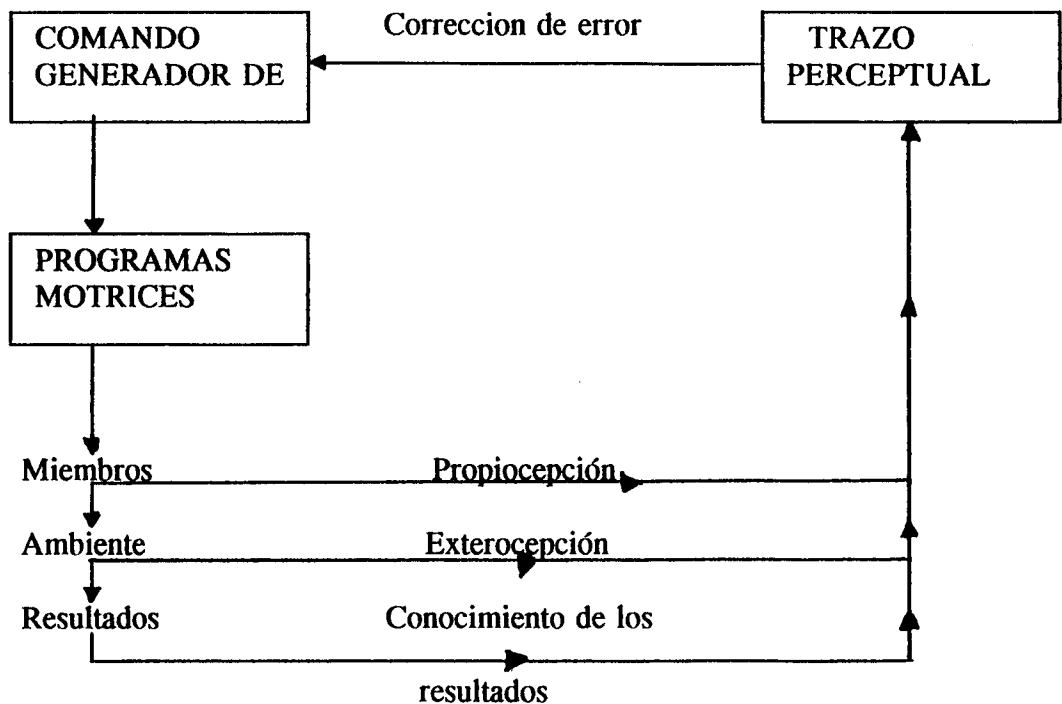 COMANDO
GENERADOR DE
Correccion de error
TRAZO
PERCEPTUAL
PROGRAMAS
MOTRICES
Miembros
Propiocepción
Ambiente
Exterocepción
Resultados
Conocimiento de los
resultados